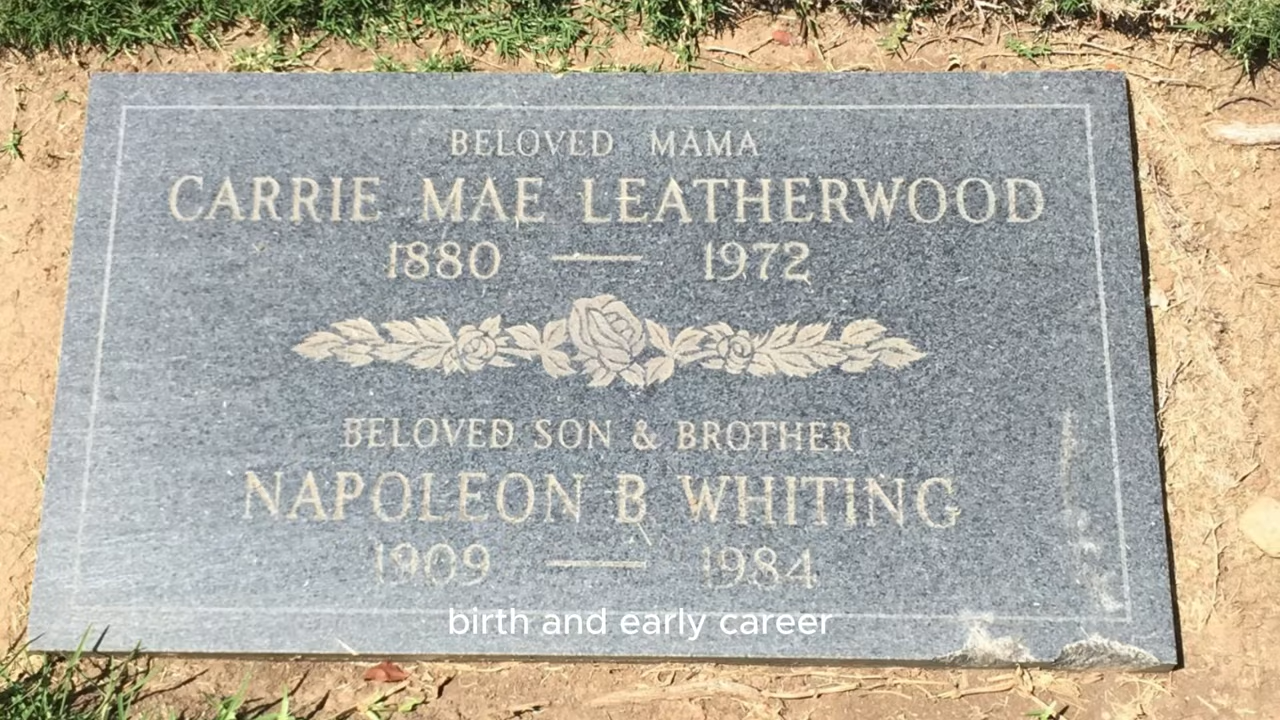 BELOVED MAMA
CARRIE MAE LEATHERWOOD
1880 — 1972
BELOVED SON & BROTHER
NAPOLEON B WHITING
1909 — 1984
birth and early career